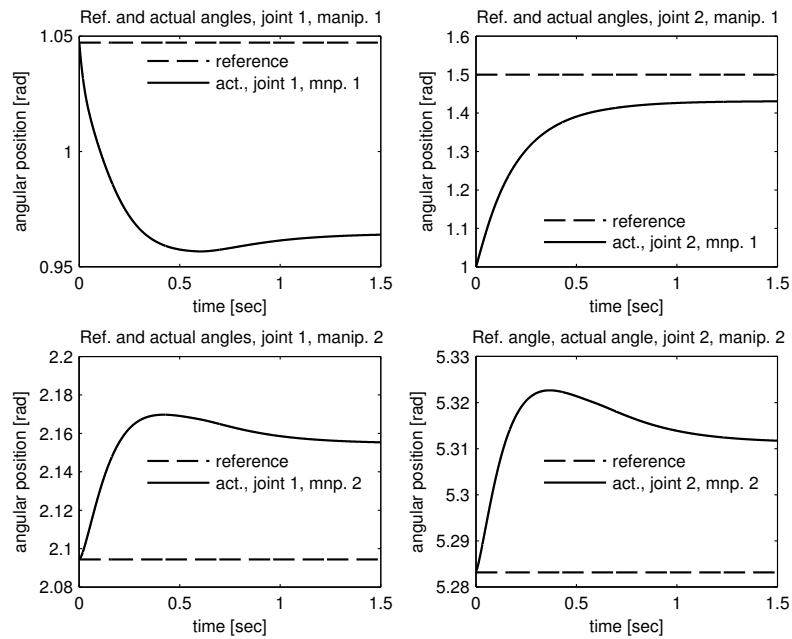 Ref. and actual angles, joint 1, manip. 1
1.05
1
0.95
angular position [rad]
reference
act., joint 1, mnp. 1
0
0.5
1
1.5
time [sec]
Ref. and actual angles, joint 2, manip. 1
1.6
1.5
1.4
1.3
1.2
1.1
1
angular position [rad]
reference
act., joint 2, mnp. 1
0
0.5
1
1.5
time [sec]
Ref. and actual angles, joint 1, manip. 2
2.2
2.18
2.16
2.14
2.12
2.1
2.08
angular position [rad]
reference
act., joint 1, mnp. 2
0
0.5
1
1.5
time [sec]
Ref. angle, actual angle, joint 2, manip. 2
5.33
5.32
5.31
5.3
5.29
5.284
5.28
angular position [rad]
reference
act., joint 2, mnp. 2
0
0.5
1
1.5
time [sec]